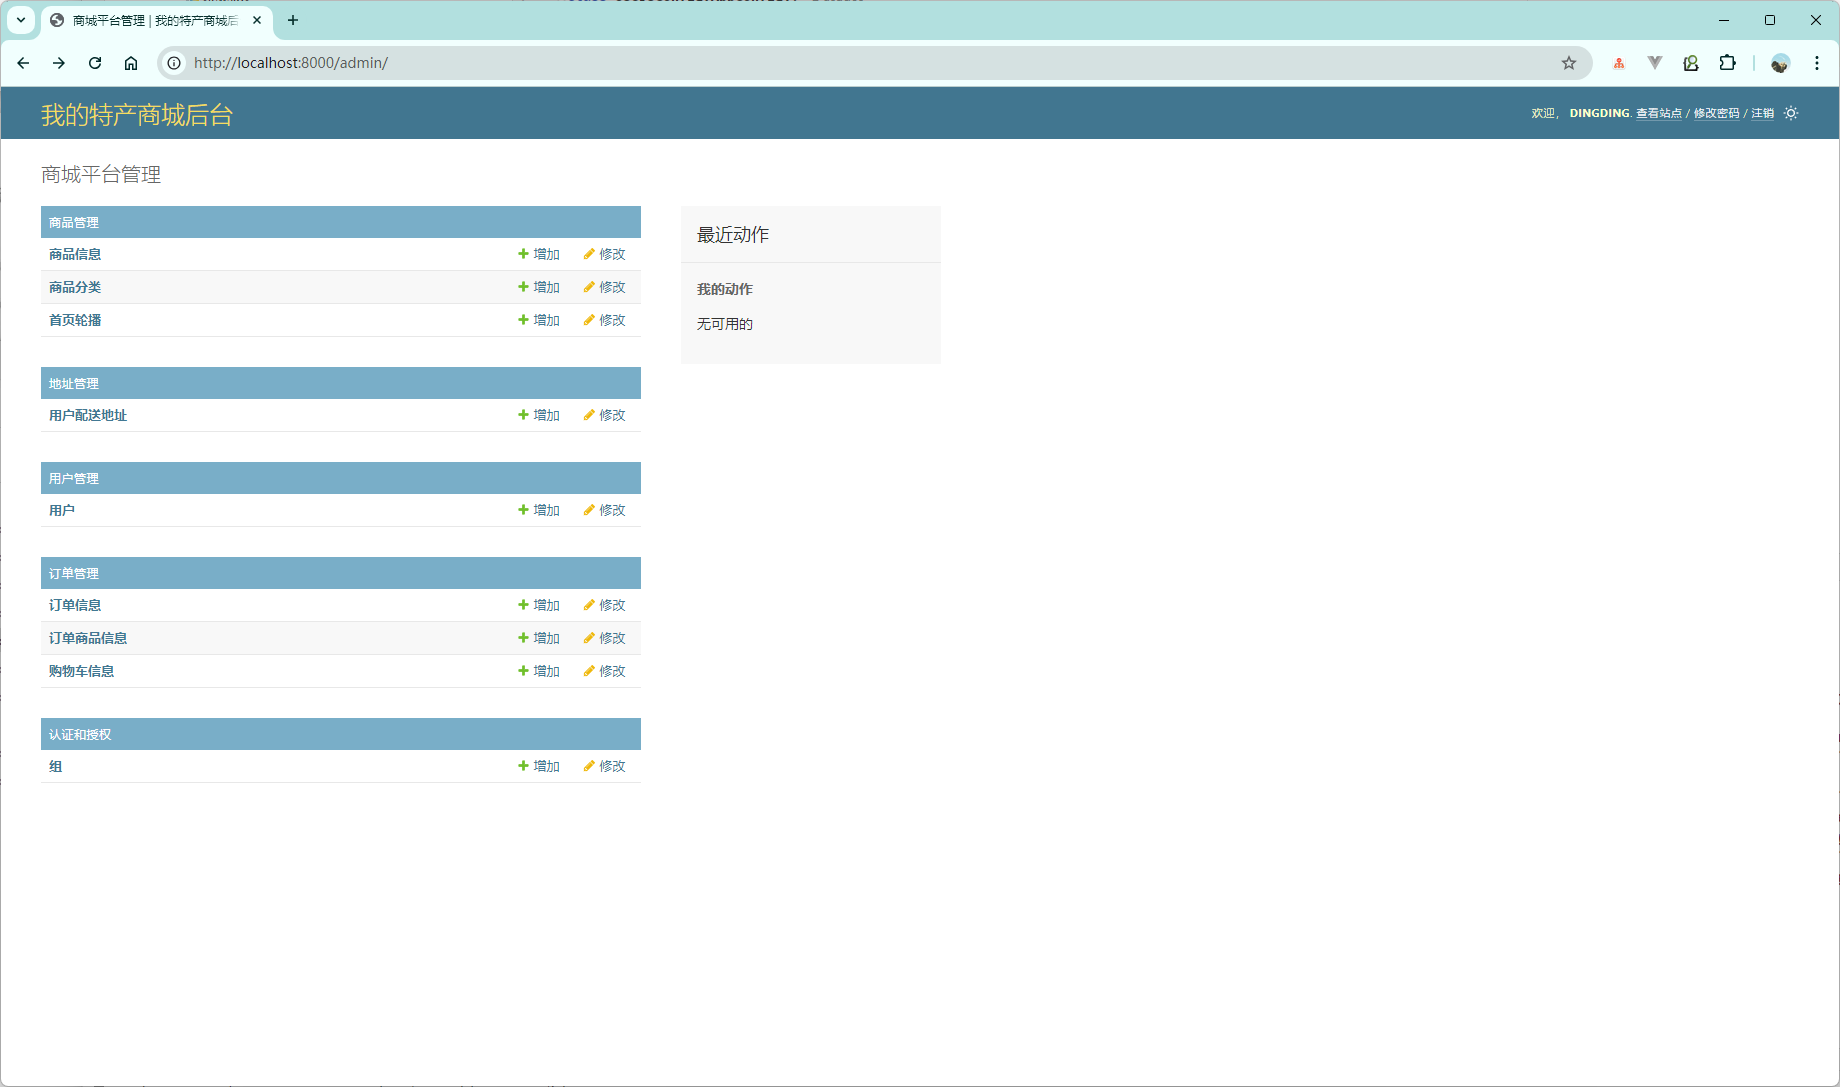 商城平台管理 | 我的特产商城后
http://localhost:8000/admin/
我的特产商城后台
欢迎， DINGDING. 查看站点 / 修改密码 / 注销
商城平台管理
商品管理
商品信息 增加 修改
商品分类 增加 修改
首页轮播 增加 修改
地址管理
用户配送地址 增加 修改
用户管理
用户 增加 修改
订单管理
订单信息 增加 修改
订单商品信息 增加 修改
购物车信息 增加 修改
认证和授权
组 增加 修改
最近动作
我的动作
无可用的